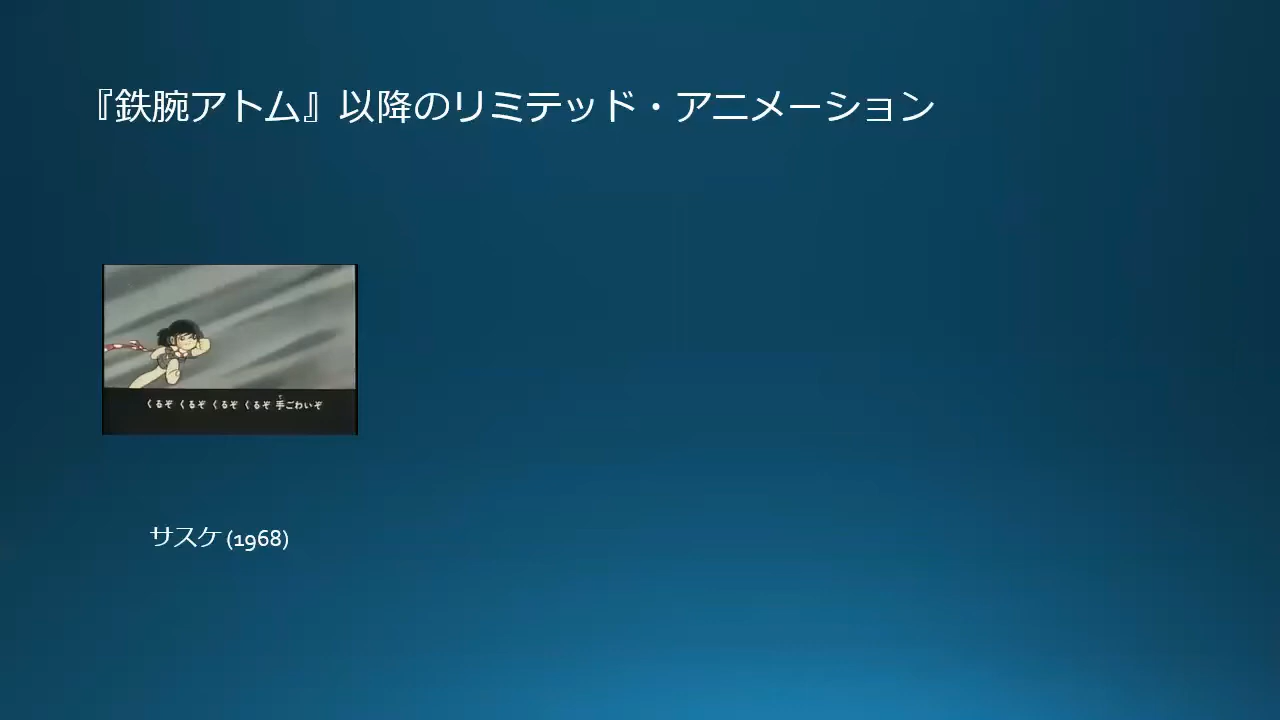 『鉄腕アトム』以降のリミテッド・アニメーション
くるぞ くるぞ くるぞ くるぞ 手ごわいぞ
サスケ (1968)